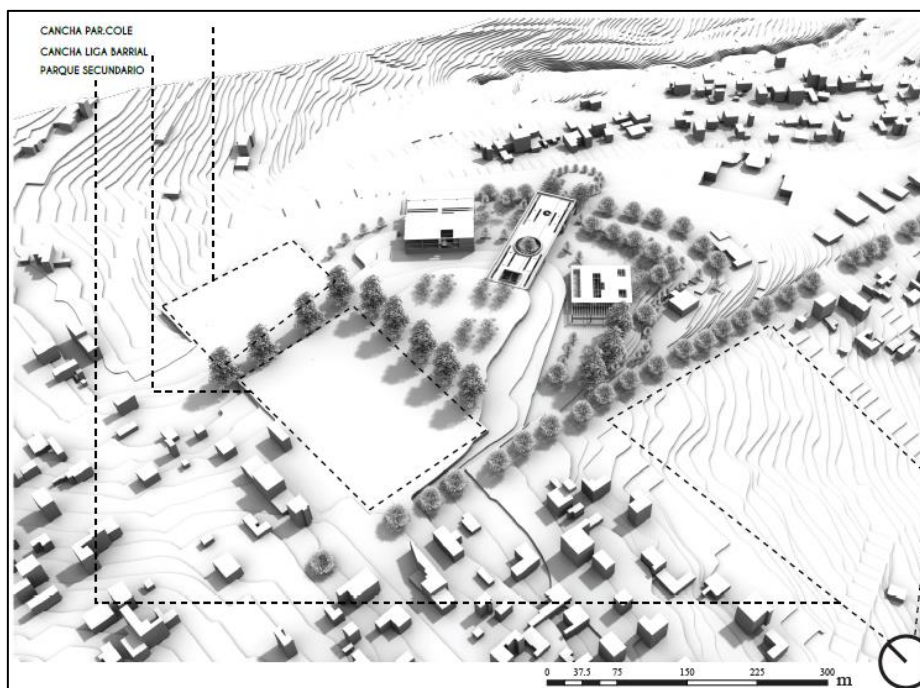 CANCHA PAR.COLE
CANCHA LIGA BARRIAL
PARQUE SECUNDARIO
0 37.5 75 150 225 300 m